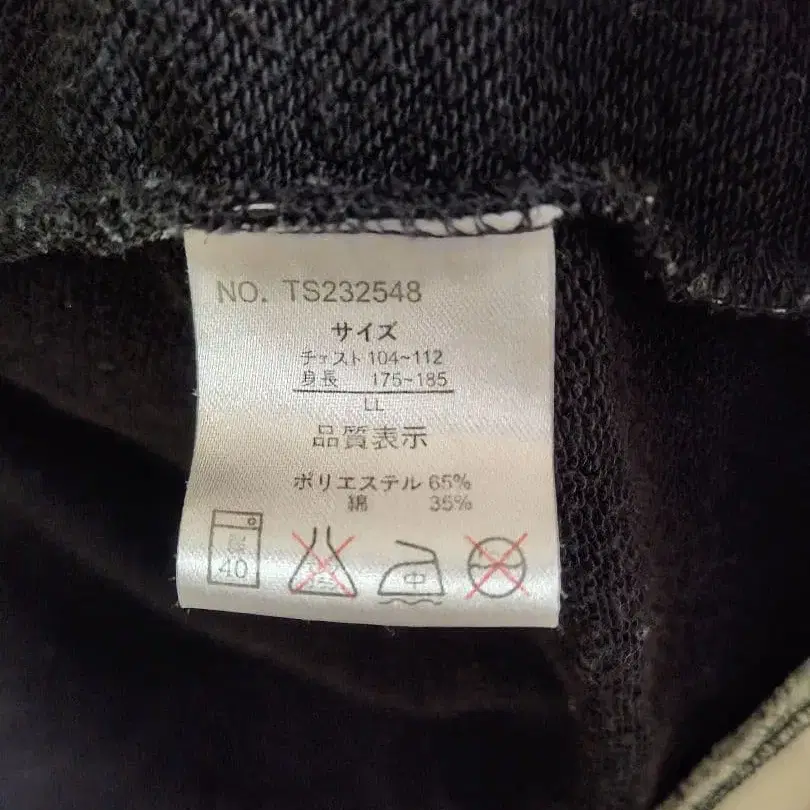 NO. TS232548
サイズ
チェスト 104~112
身長 175~185
LL
品質表示
ポリエステル 65%
綿 35%
40
中